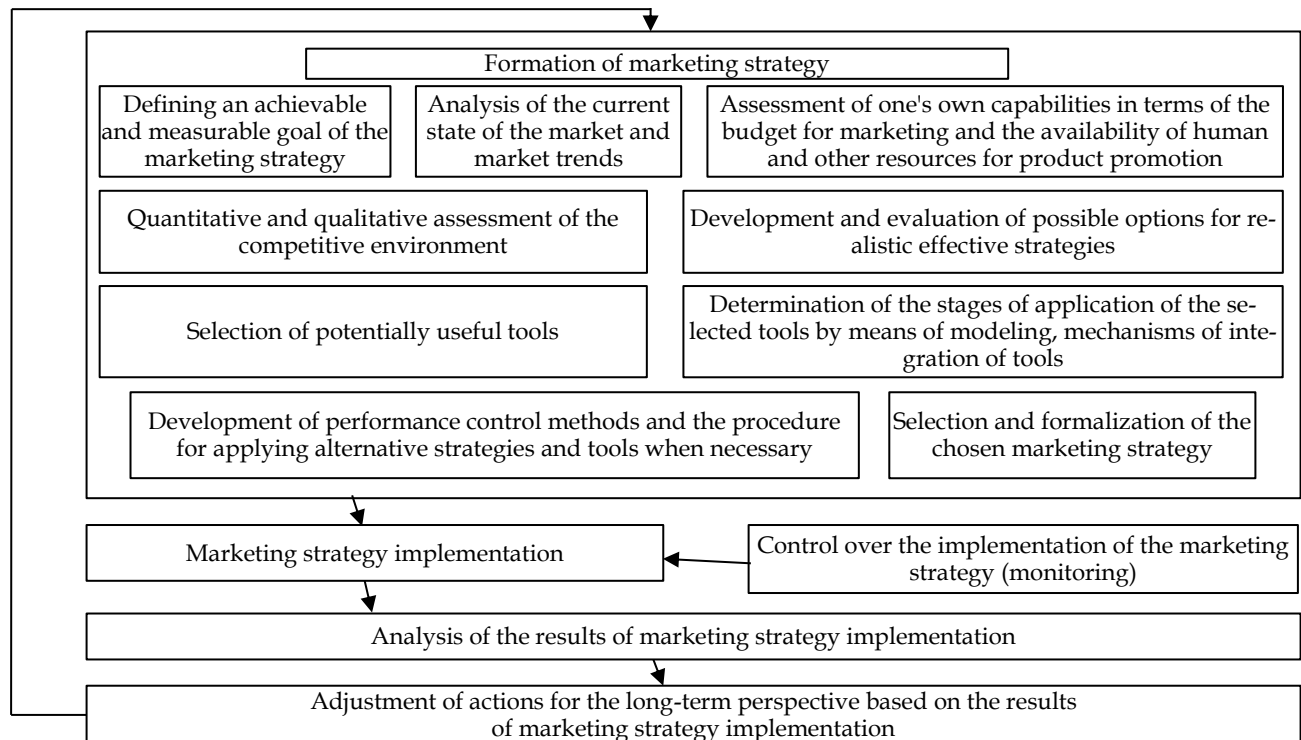 Formation of marketing strategy
Defining an achievable
and measurable goal of the
marketing strategy
Analysis of the current
state of the market and
market trends
Assessment of one's own capabilities in terms of the
budget for marketing and the availability of human
and other resources for product promotion
Quantitative and qualitative assessment of the
competitive environment
Development and evaluation of possible options for re-
alistic effective strategies
Selection of potentially useful tools
Determination of the stages of application of the se-
lected tools by means of modeling, mechanisms of inte-
gration of tools
Development of performance control methods and the procedure
for applying alternative strategies and tools when necessary
Selection and formalization of the
chosen marketing strategy
Marketing strategy implementation
Control over the implementation of the marketing
strategy (monitoring)
Analysis of the results of marketing strategy implementation
Adjustment of actions for the long-term perspective based on the results
of marketing strategy implementation